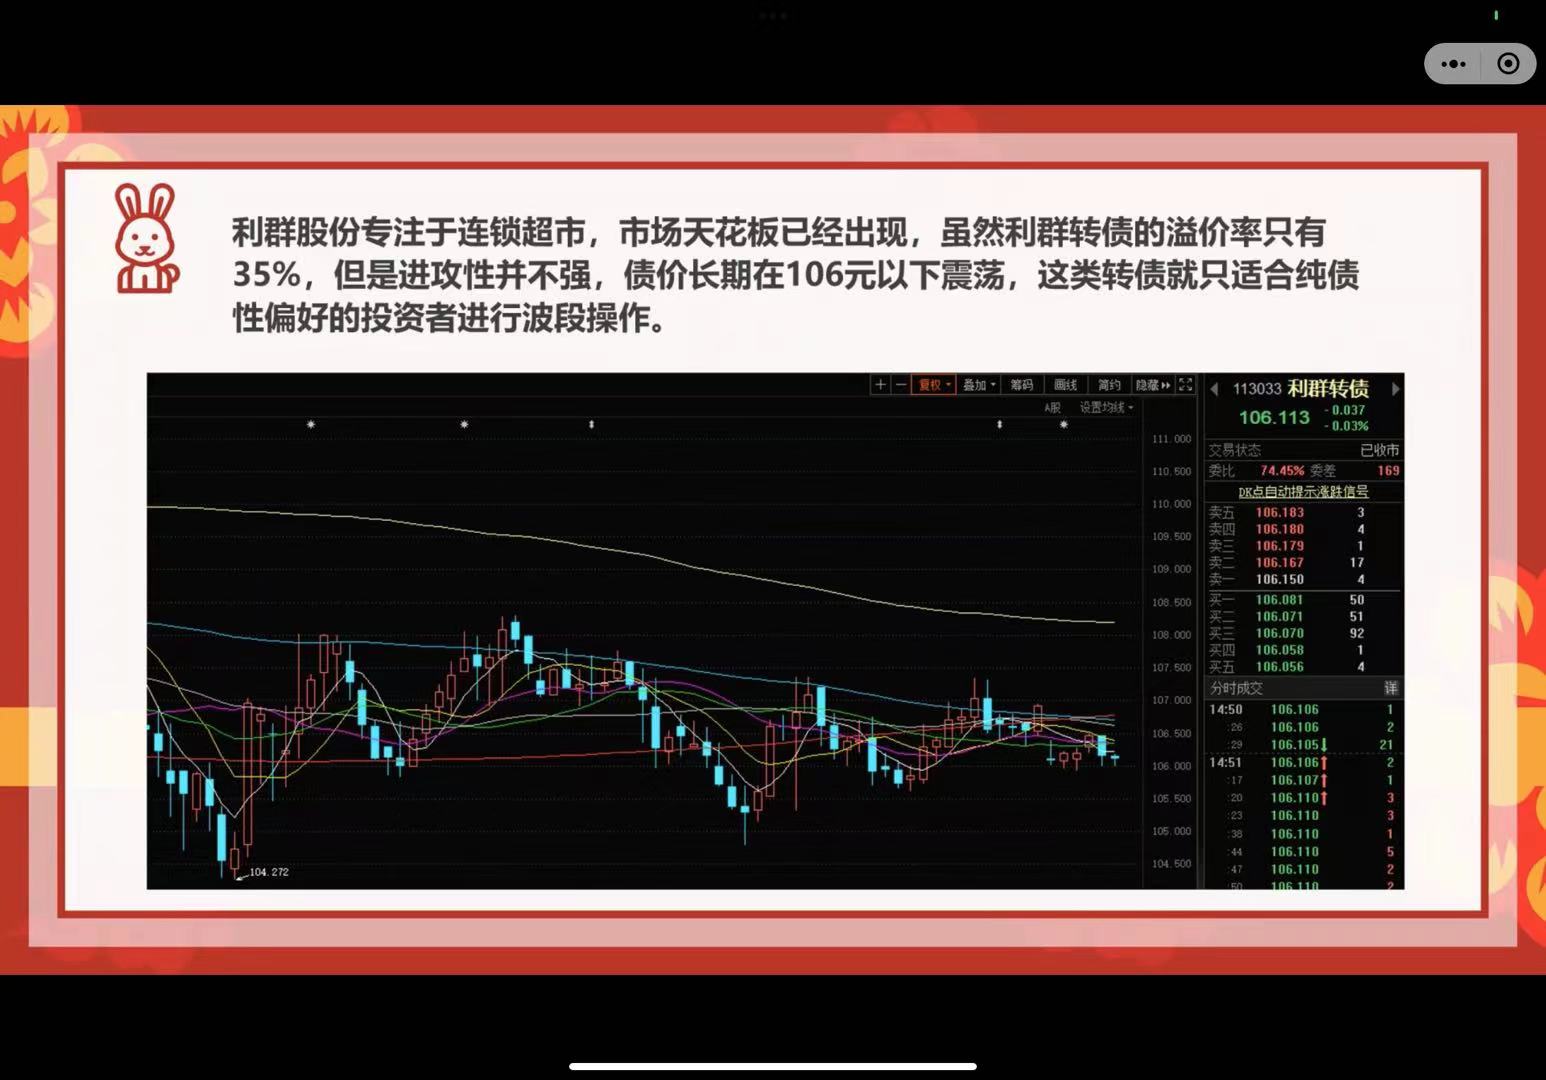 利群股份专注于连锁超市，市场天花板已经出现，虽然利群转债的溢价率只有
35%，但是进攻性并不强，债价长期在106元以下震荡，这类转债就只适合纯债
性偏好的投资者进行波段操作。
+ − 复权 叠加 筹码 画线 简约 隐藏
A股 设置均线
111.000
110.500
110.000
109.500
109.000
108.500
108.000
107.500
107.000
106.500
106.000
105.500
105.000
104.500
104.272
113033 利群转债
106.113 -0.037
-0.03%
交易状态 已收市
委比 74.45% 委差 169
DK点自动提示涨跌信号
卖五 106.183 3
卖四 106.180 4
卖三 106.179 1
卖二 106.167 17
卖一 106.150 4
买一 106.081 50
买二 106.071 51
买三 106.070 92
买四 106.058 1
买五 106.056 4
分时成交 详
14:50 106.106 1
:26 106.106 2
:29 106.105↓ 21
14:51 106.106↑ 2
:17 106.107↑ 1
:20 106.110↑ 3
:23 106.110 3
:38 106.110 1
:44 106.110 5
:47 106.110 2
:50 106.110 2